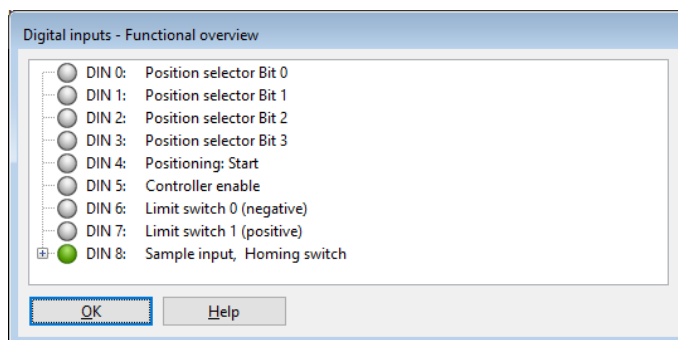 Digital inputs - Functional overview
DIN 0: Position selector Bit 0
DIN 1: Position selector Bit 1
DIN 2: Position selector Bit 2
DIN 3: Position selector Bit 3
DIN 4: Positioning: Start
DIN 5: Controller enable
DIN 6: Limit switch 0 (negative)
DIN 7: Limit switch 1 (positive)
DIN 8: Sample input, Homing switch
OK Help